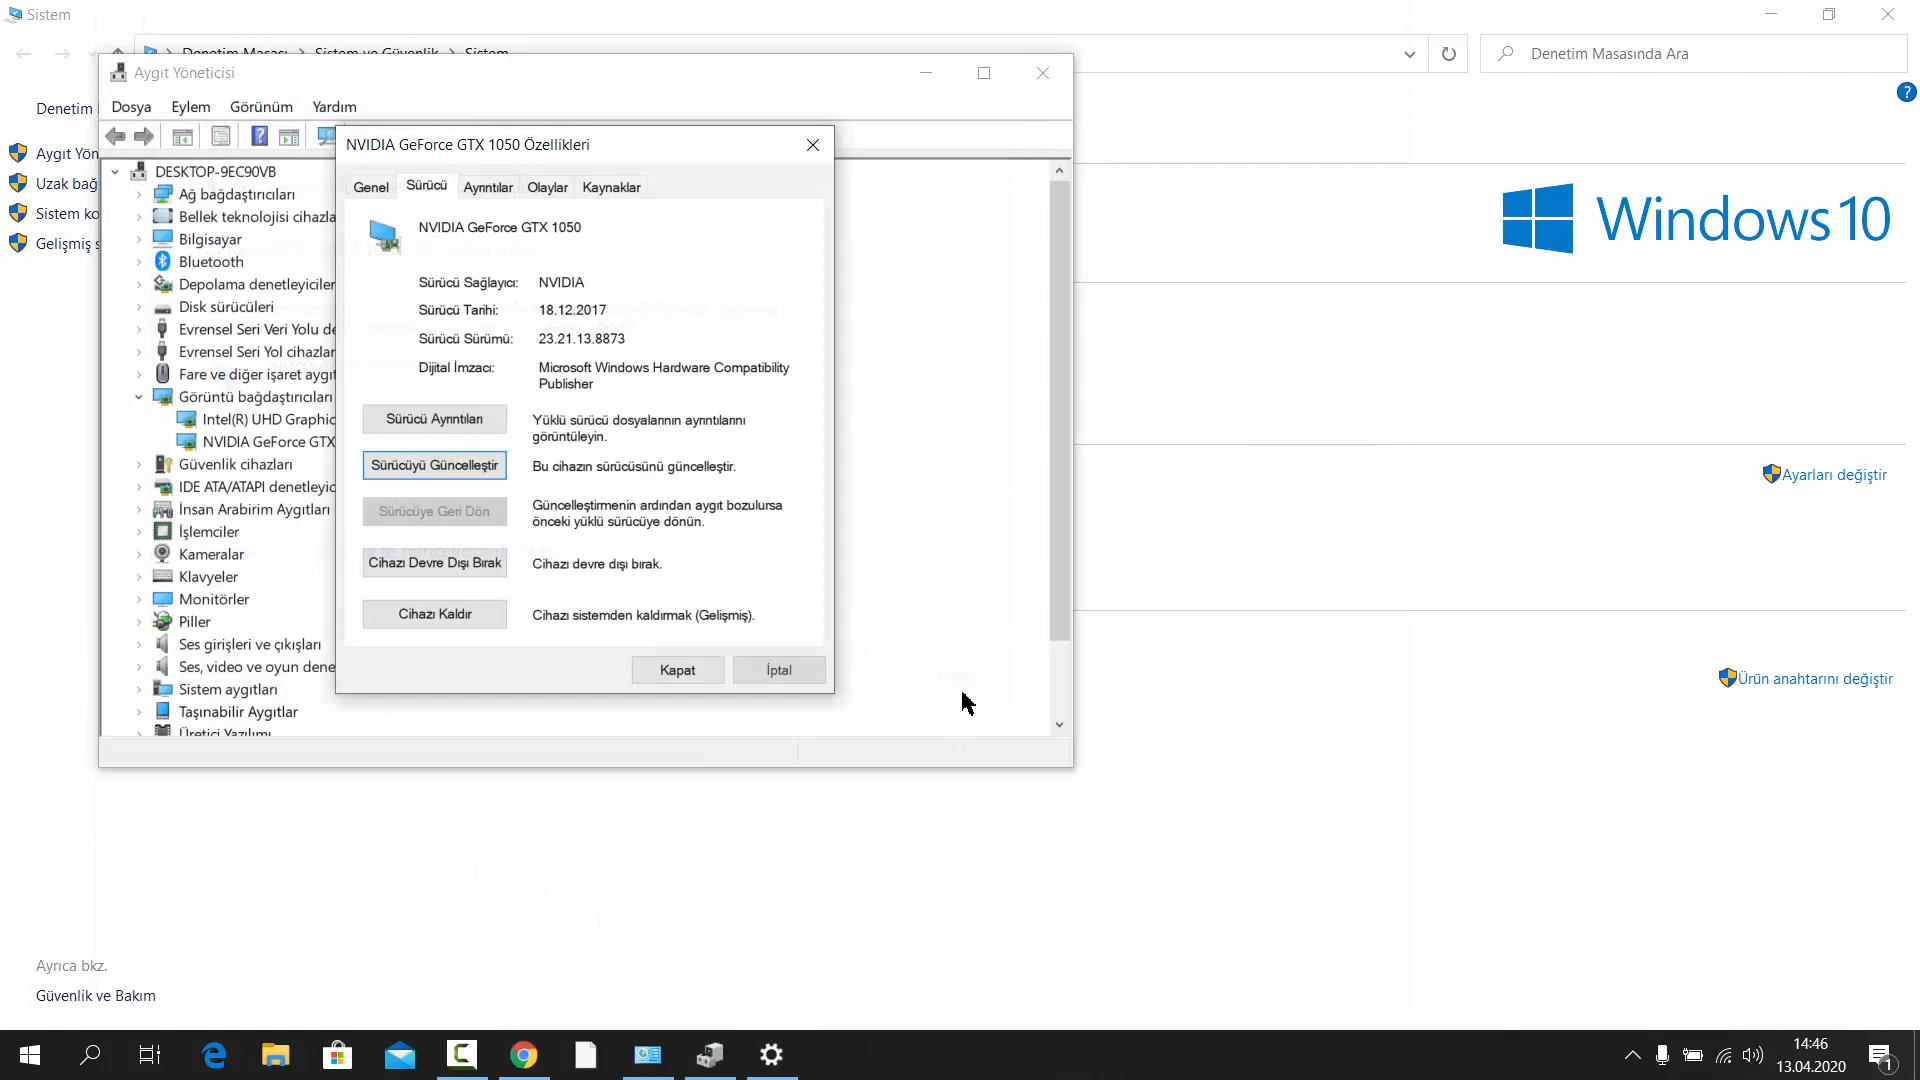 Sistem
Denetim Masası > Sistem ve Güvenlik > Sistem
Denetim Masasında Ara
Denetim
Aygıt Yön
Uzak bağ
Sistem ko
Gelişmiş s
Aygıt Yöneticisi
Dosya Eylem Görünüm Yardım
DESKTOP-9EC90VB
Ağ bağdaştırıcıları
Bellek teknolojisi cihazla
Bilgisayar
Bluetooth
Depolama denetleyiciler
Disk sürücüleri
Evrensel Seri Veri Yolu de
Evrensel Seri Yol cihazlar
Fare ve diğer işaret aygıt
Görüntü bağdaştırıcıları
Intel(R) UHD Graphic
NVIDIA GeForce GTX
Güvenlik cihazları
IDE ATA/ATAPI denetleyic
İnsan Arabirim Aygıtları
İşlemciler
Kameralar
Klavyeler
Monitörler
Piller
Ses girişleri ve çıkışları
Ses, video ve oyun dene
Sistem aygıtları
Taşınabilir Aygıtlar
Üretici Yazılımı
NVIDIA GeForce GTX 1050 Özellikleri
Genel Sürücü Ayrıntılar Olaylar Kaynaklar
NVIDIA GeForce GTX 1050
Sürücü Sağlayıcı: NVIDIA
Sürücü Tarihi: 18.12.2017
Sürücü Sürümü: 23.21.13.8873
Dijital İmzacı: Microsoft Windows Hardware Compatibility
Publisher
Sürücü Ayrıntıları
Yüklü sürücü dosyalarının ayrıntılarını
görüntüleyin.
Sürücüyü Güncelleştir
Bu cihazın sürücüsünü güncelleştir.
Sürücüye Geri Dön
Güncelleştirmenin ardından aygıt bozulursa
önceki yüklü sürücüye dönün.
Cihazı Devre Dışı Bırak
Cihazı devre dışı bırak.
Cihazı Kaldır
Cihazı sistemden kaldırmak (Gelişmiş).
Kapat İptal
Windows 10
Ayarları değiştir
Ürün anahtarını değiştir
Ayrıca bkz.
Güvenlik ve Bakım
14:46
13.04.2020
1